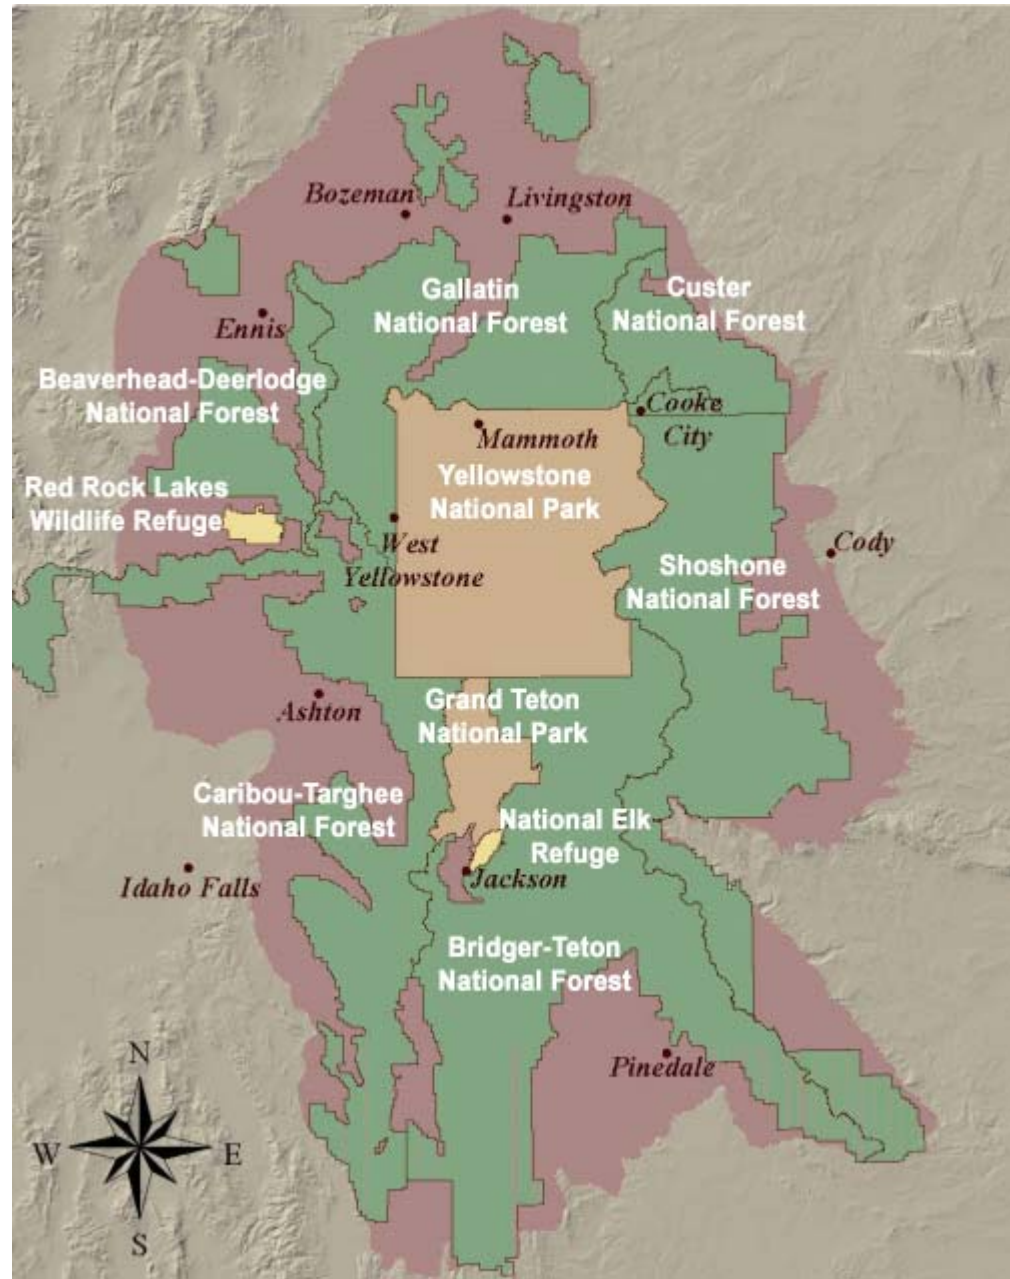 Bozeman
Livingston
Gallatin
National Forest
Custer
National Forest
Ennis
Beaverhead-Deerlodge
National Forest
Cooke
City
Mammoth
Yellowstone
National Park
Red Rock Lakes
Wildlife Refuge
West
Yellowstone
Cody
Shoshone
National Forest
Grand Teton
National Park
Ashton
Caribou-Targhee
National Forest
National Elk
Refuge
Jackson
Idaho Falls
Bridger-Teton
National Forest
Pinedale
N
W
E
S